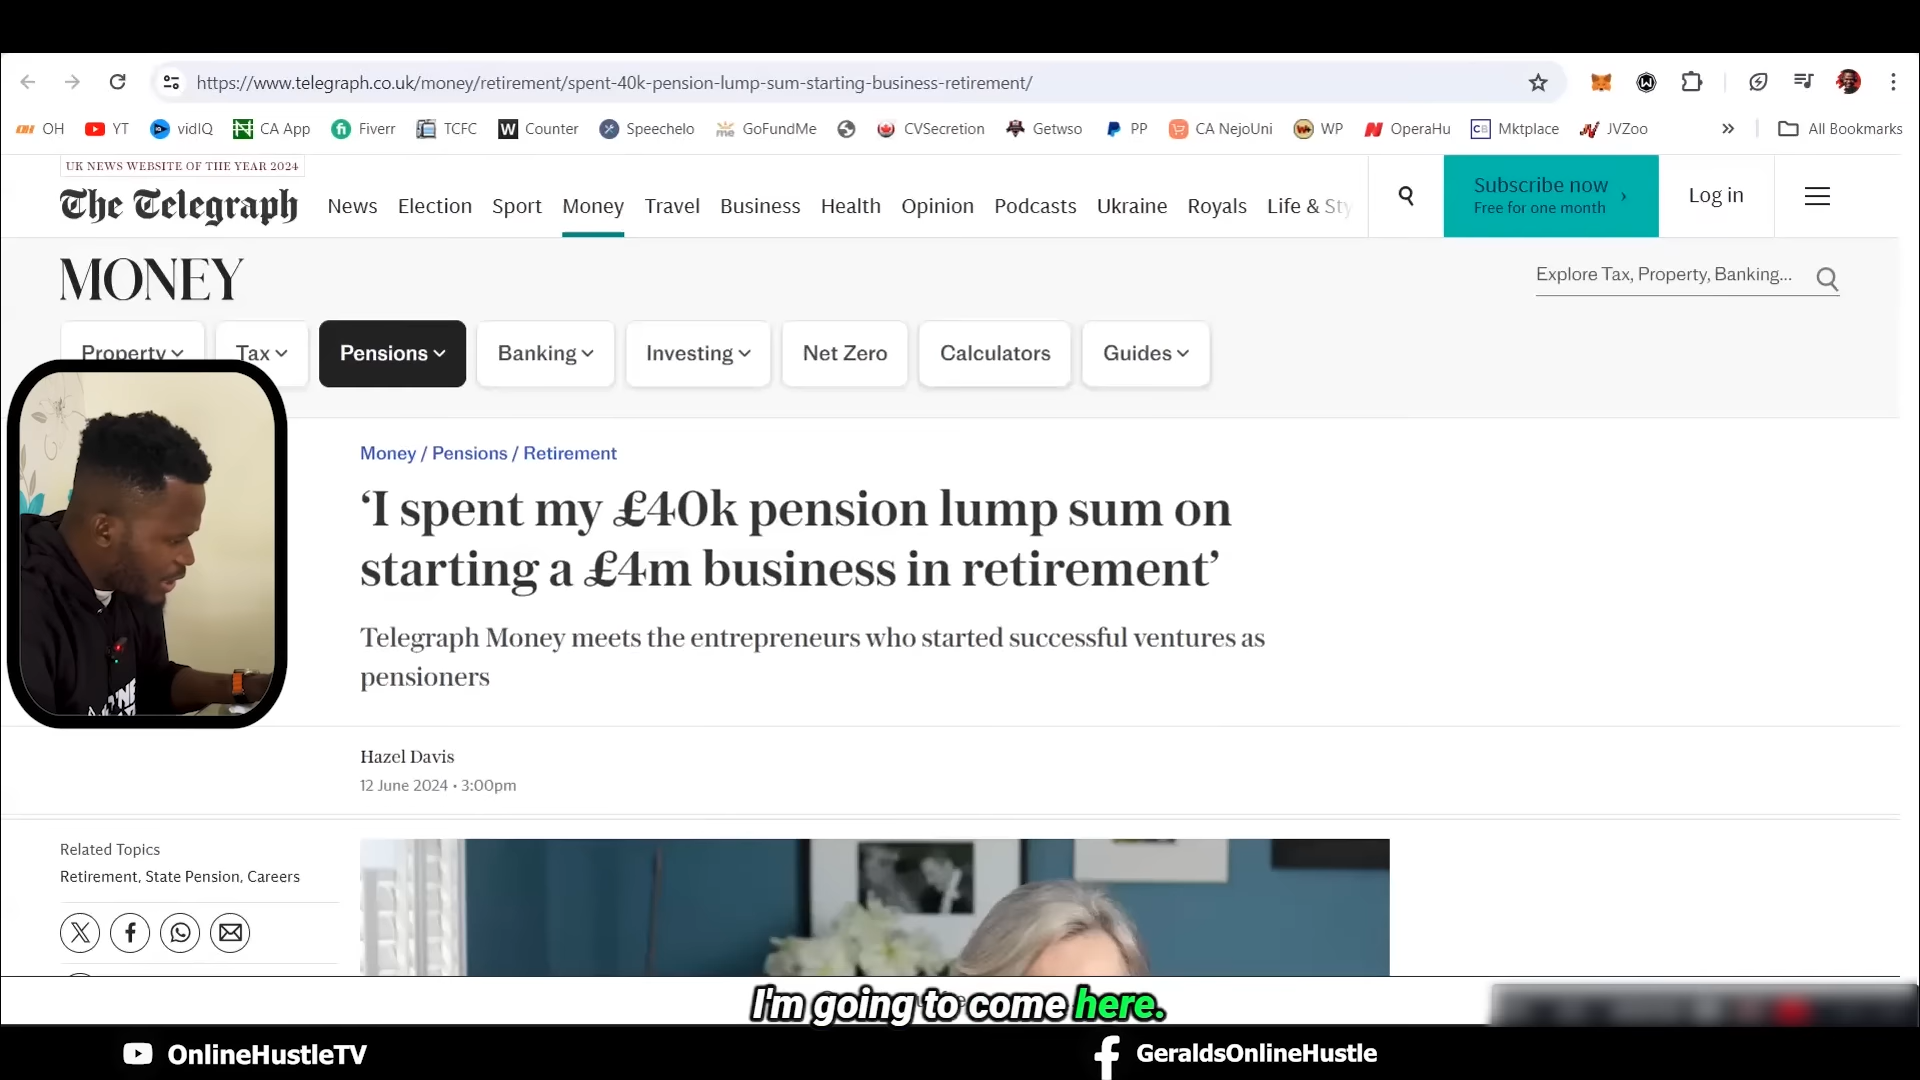 https://www.telegraph.co.uk/money/retirement/spent-40k-pension-lump-sum-starting-business-retirement/
OH YT vidIQ CA App Fiverr TCFC Counter Speechelo GoFundMe CVSecretion Getwso PP CA NejoUni WP OperaHu Mktplace JVZoo » All Bookmarks
UK NEWS WEBSITE OF THE YEAR 2024
The Telegraph News Election Sport Money Travel Business Health Opinion Podcasts Ukraine Royals Life & Sty
Subscribe now
Free for one month
Log in
MONEY
Explore Tax, Property, Banking...
Property Tax Pensions Banking Investing Net Zero Calculators Guides
Money / Pensions / Retirement
‘I spent my £40k pension lump sum on
starting a £4m business in retirement’
Telegraph Money meets the entrepreneurs who started successful ventures as
pensioners
Hazel Davis
12 June 2024 • 3:00pm
Related Topics
Retirement, State Pension, Careers
I'm going to come here.
OnlineHustleTV
GeraldsOnlineHustle